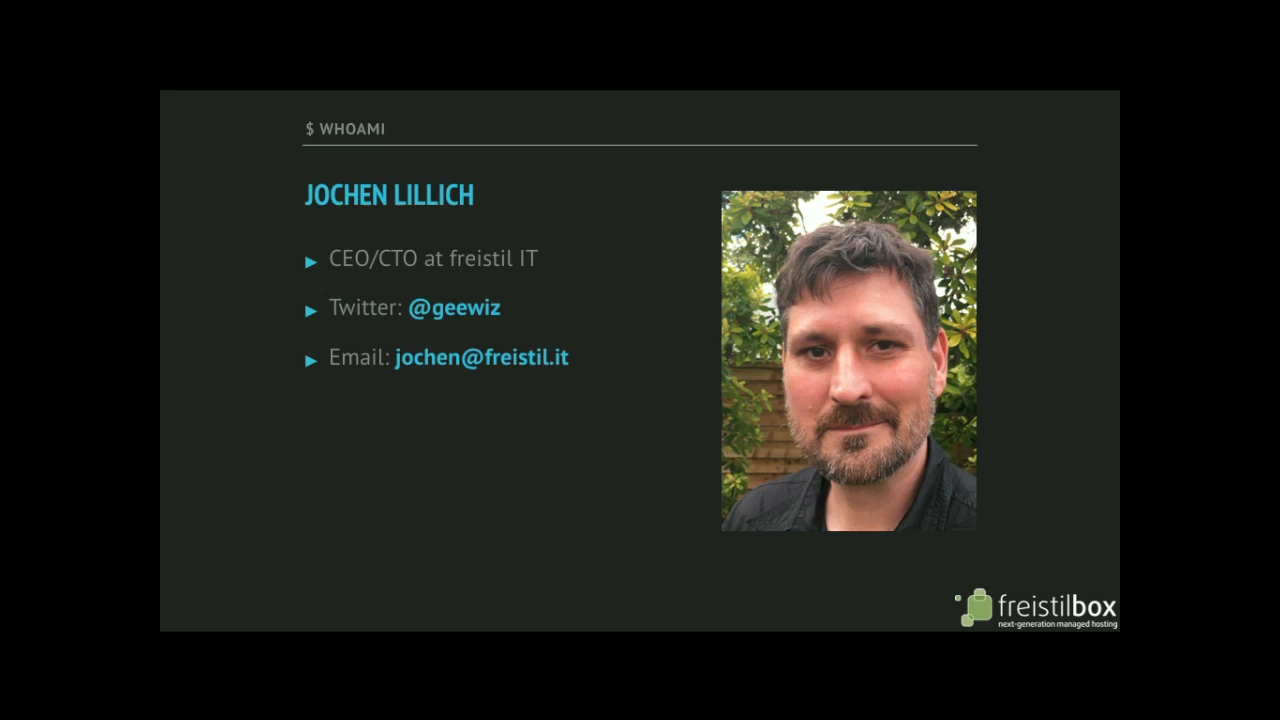 $ WHOAMI
JOCHEN LILLICH
▶ CEO/CTO at freistil IT
▶ Twitter: @geewiz
▶ Email: jochen@freistil.it
freistilbox
next-generation managed hosting